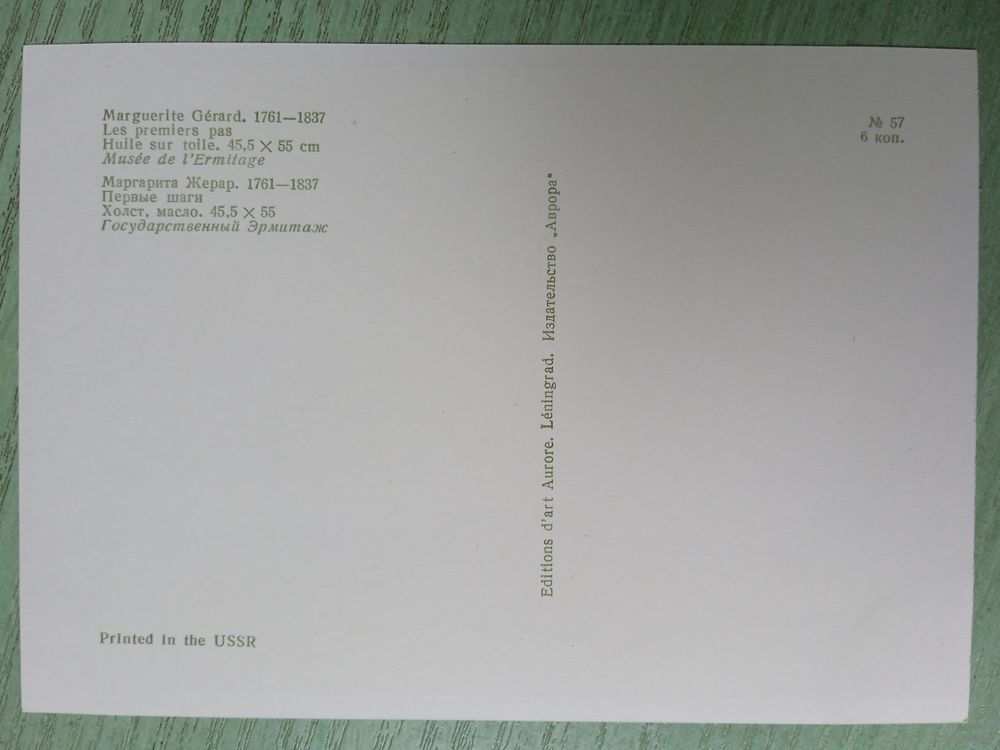 Marguerite Gérard. 1761—1837
Les premiers pas
Huile sur toile. 45,5 × 55 cm
Musée de l'Ermitage
Маргарита Жерар. 1761—1837
Первые шаги
Холст, масло. 45,5 × 55
Государственный Эрмитаж
Printed in the USSR
Editions d'art Aurore. Léningrad. Издательство „Аврора“
№ 57
6 коп.